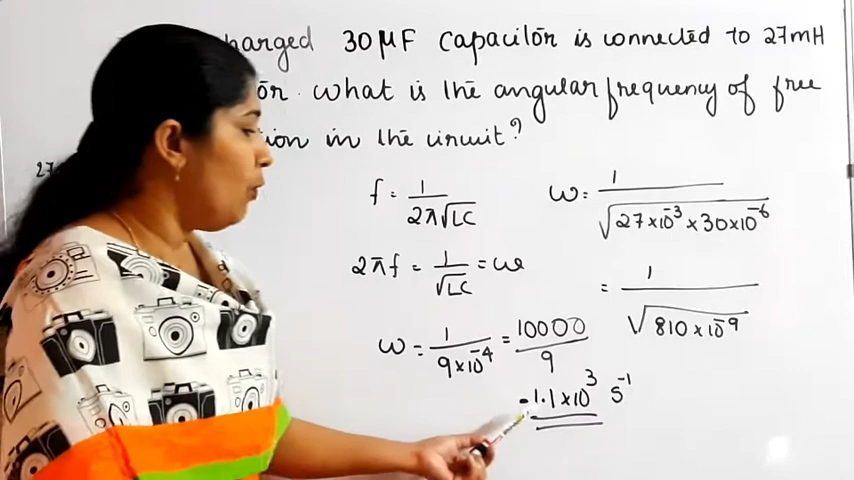 harged 30µF capacitor is connected to 27mH
or. what is the angular frequency of free
ion in the circuit?
27
f = 1/2π√LC
2πf = 1/√LC = ω
ω = 1/9×10⁻⁴ = 10000/9
= 1.1×10³ s⁻¹
ω = 1/√27×10⁻³×30×10⁻⁶
= 1/√810×10⁻⁹